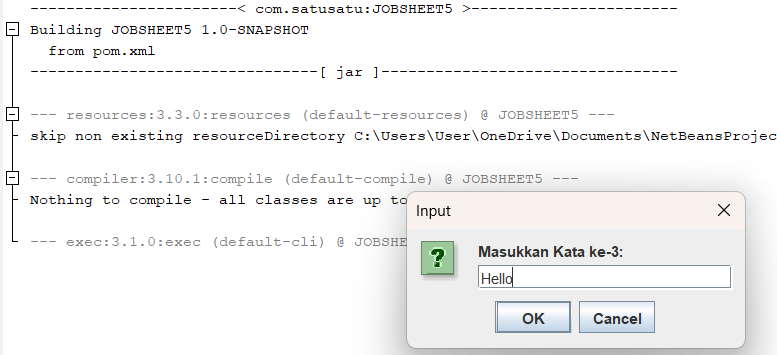 ------------------------< com.satusatu:JOBSHEET5 >------------------------
Building JOBSHEET5 1.0-SNAPSHOT
from pom.xml
---------------------------------[ jar ]---------------------------------
--- resources:3.3.0:resources (default-resources) @ JOBSHEET5 ---
skip non existing resourceDirectory C:\Users\User\OneDrive\Documents\NetBeansProjec
--- compiler:3.10.1:compile (default-compile) @ JOBSHEET5 ---
Nothing to compile - all classes are up to
--- exec:3.1.0:exec (default-cli) @ JOBSHE
Input
Masukkan Kata ke-3:
Hello
OK Cancel